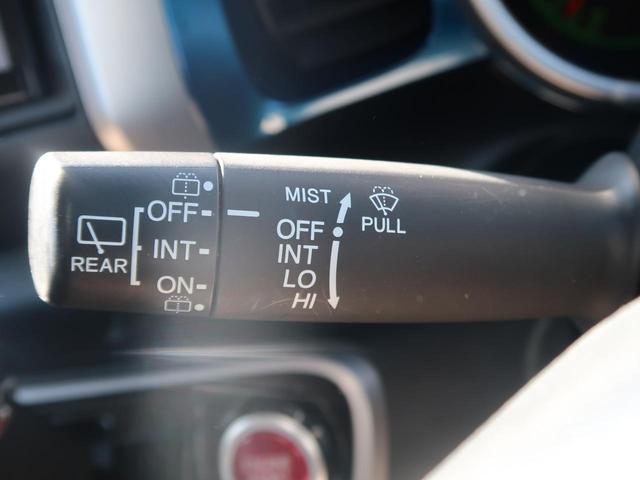 REAR
OFF
INT
ON
MIST
OFF
INT
LO
HI
PULL